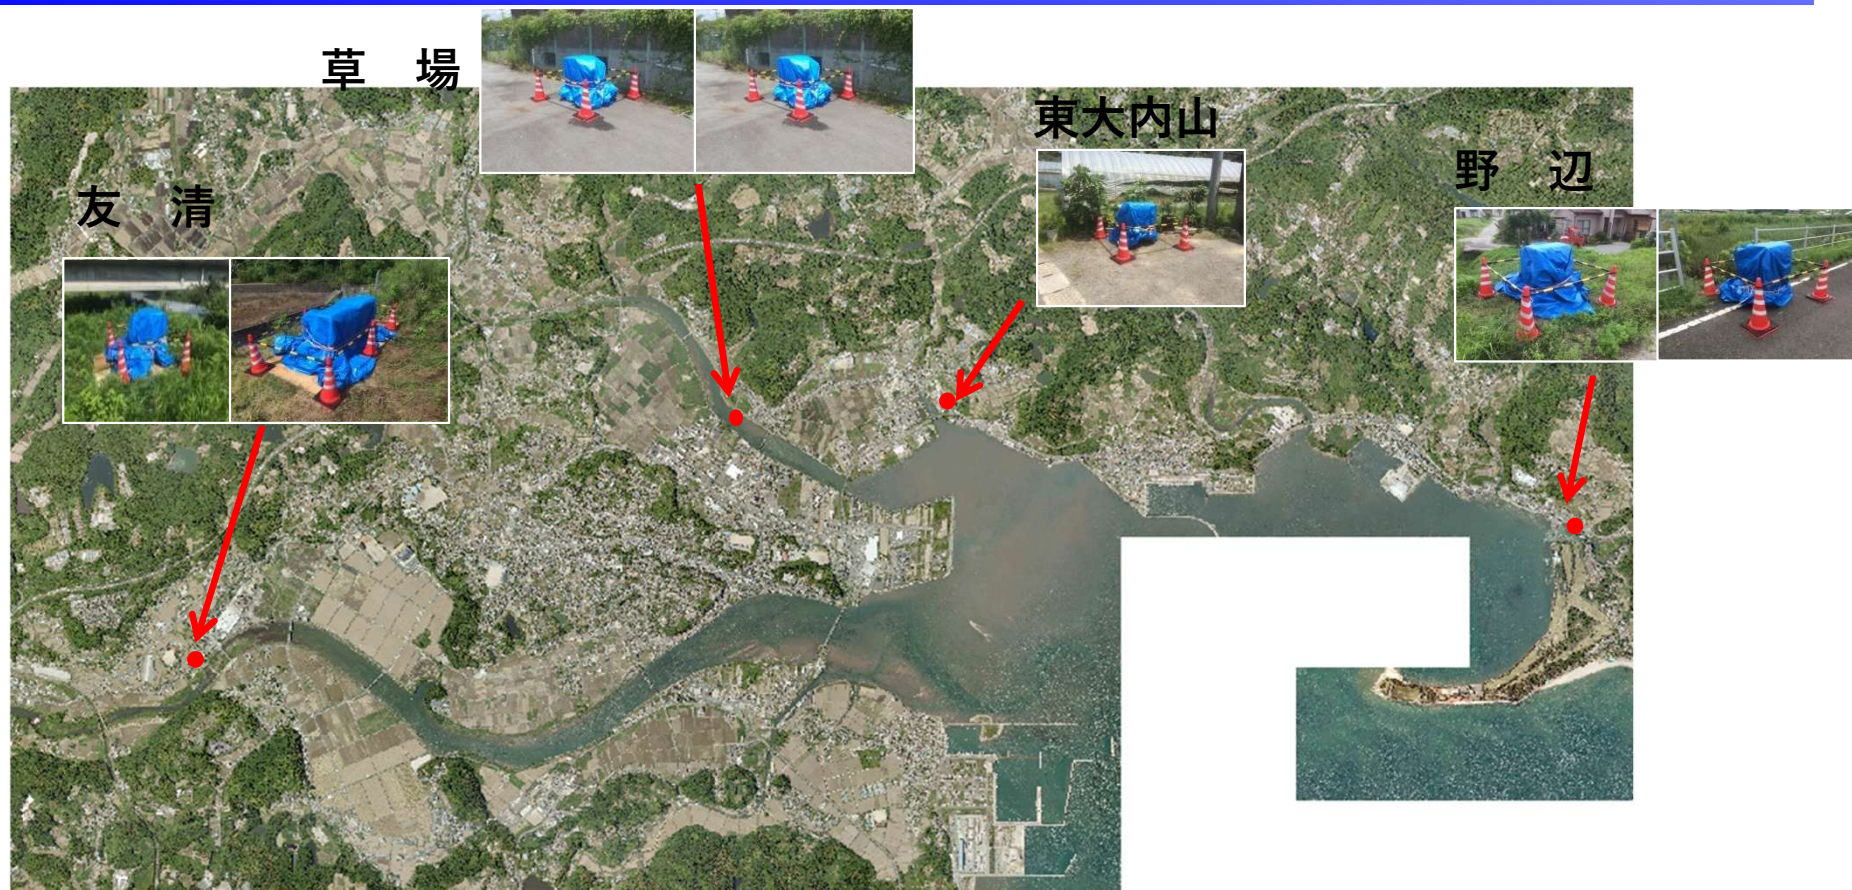 草　場
東大内山
野　辺
友　清